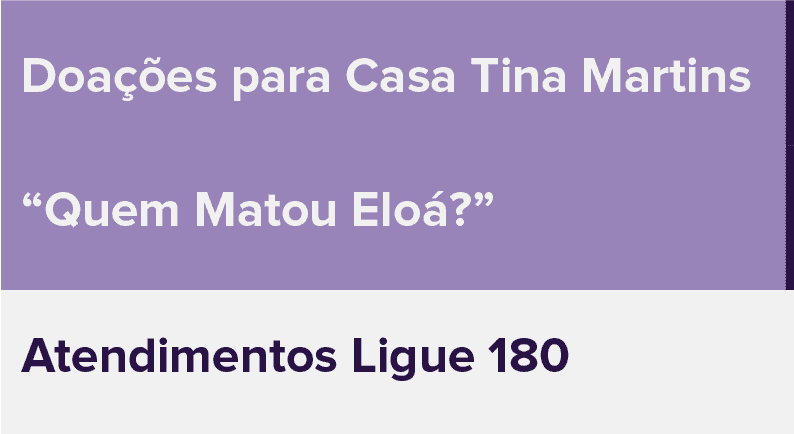 Doações para Casa Tina Martins
“Quem Matou Eloá?”
Atendimentos Ligue 180